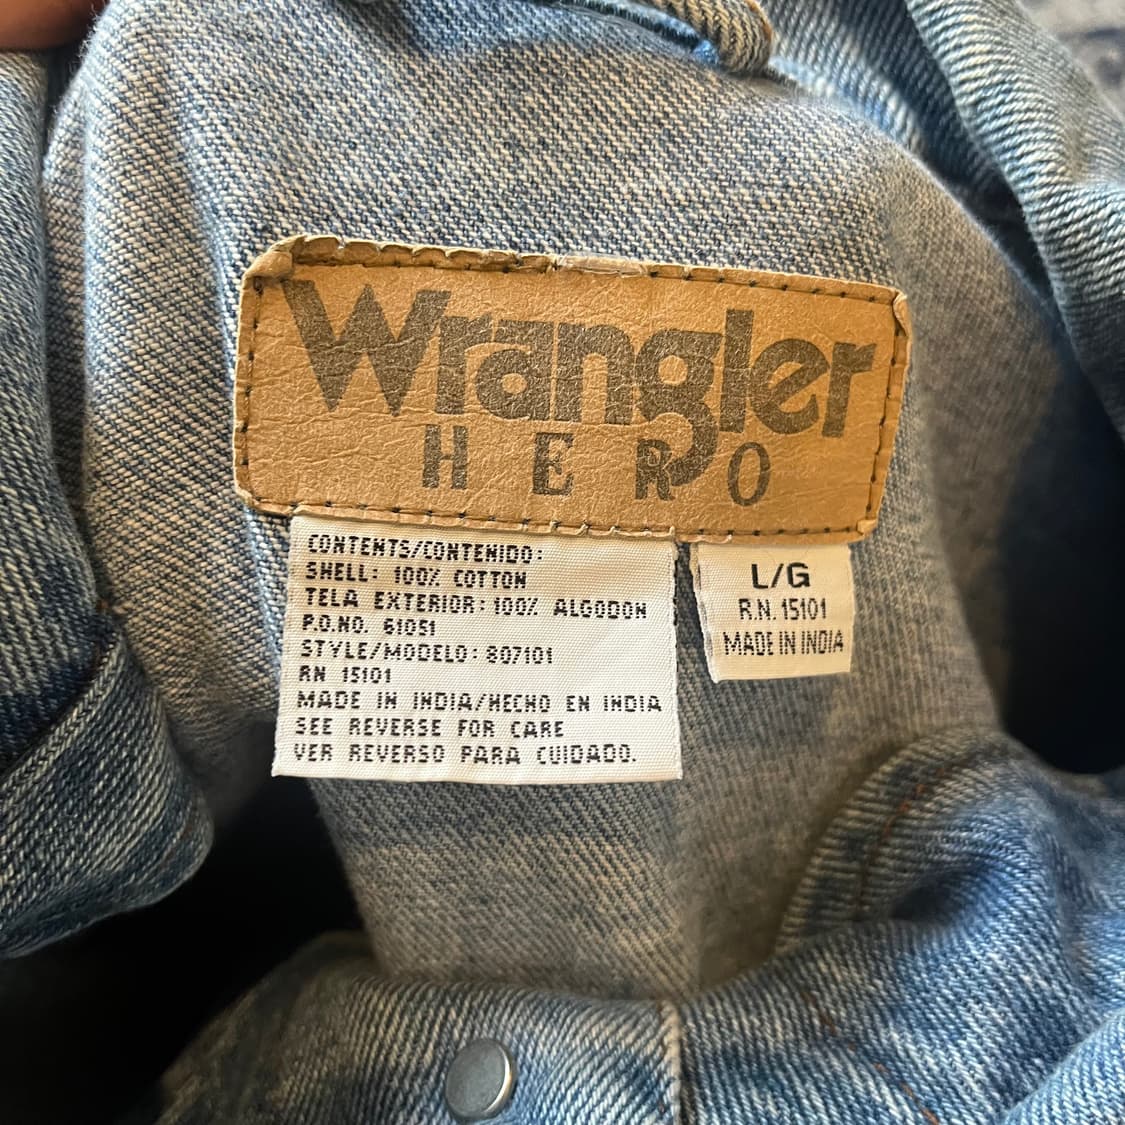 Wrangler
HERO
CONTENTS/CONTENIDO:
SHELL: 100% COTTON
TELA EXTERIOR: 100% ALGODON
P.O.NO. 61051
STYLE/MODELO: 807101
RN 15101
MADE IN INDIA/HECHO EN INDIA
SEE REVERSE FOR CARE
VER REVERSO PARA CUIDADO.
L/G
R.N. 15101
MADE IN INDIA